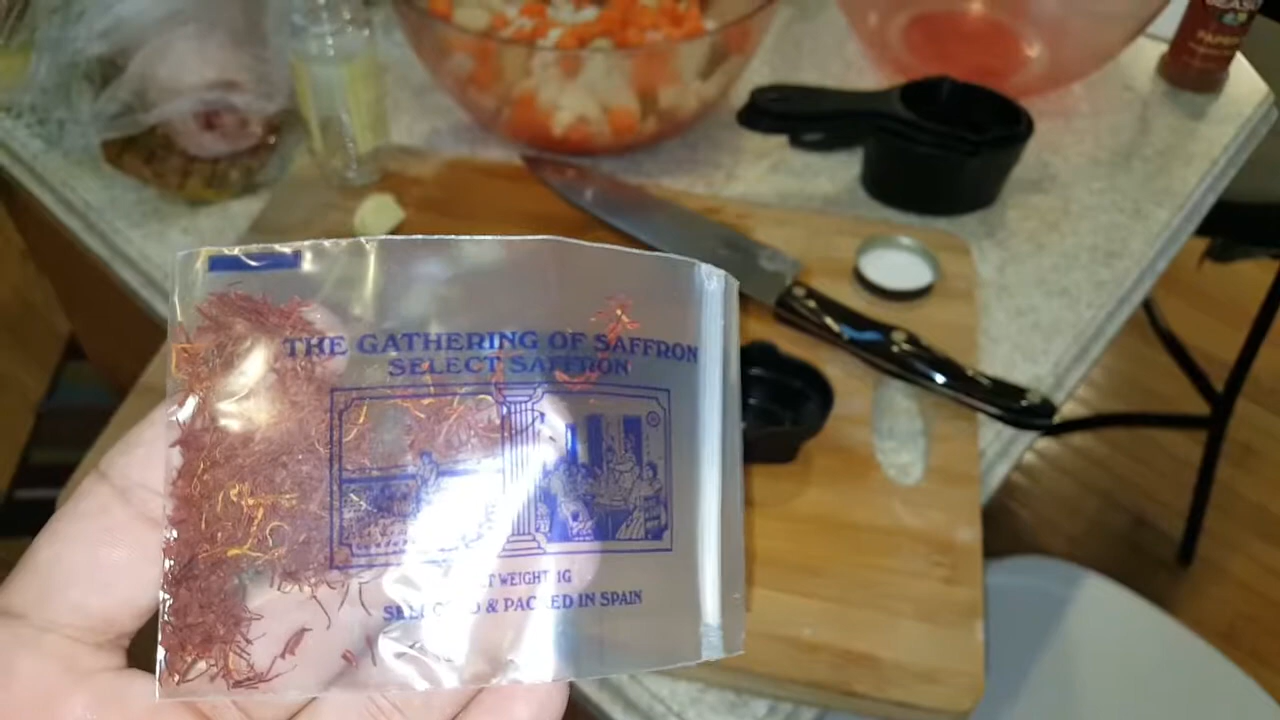 THE GATHERING OF SAFFRON
SELECT SAFFRON
WEIGHT 1G
& PACKED IN SPAIN